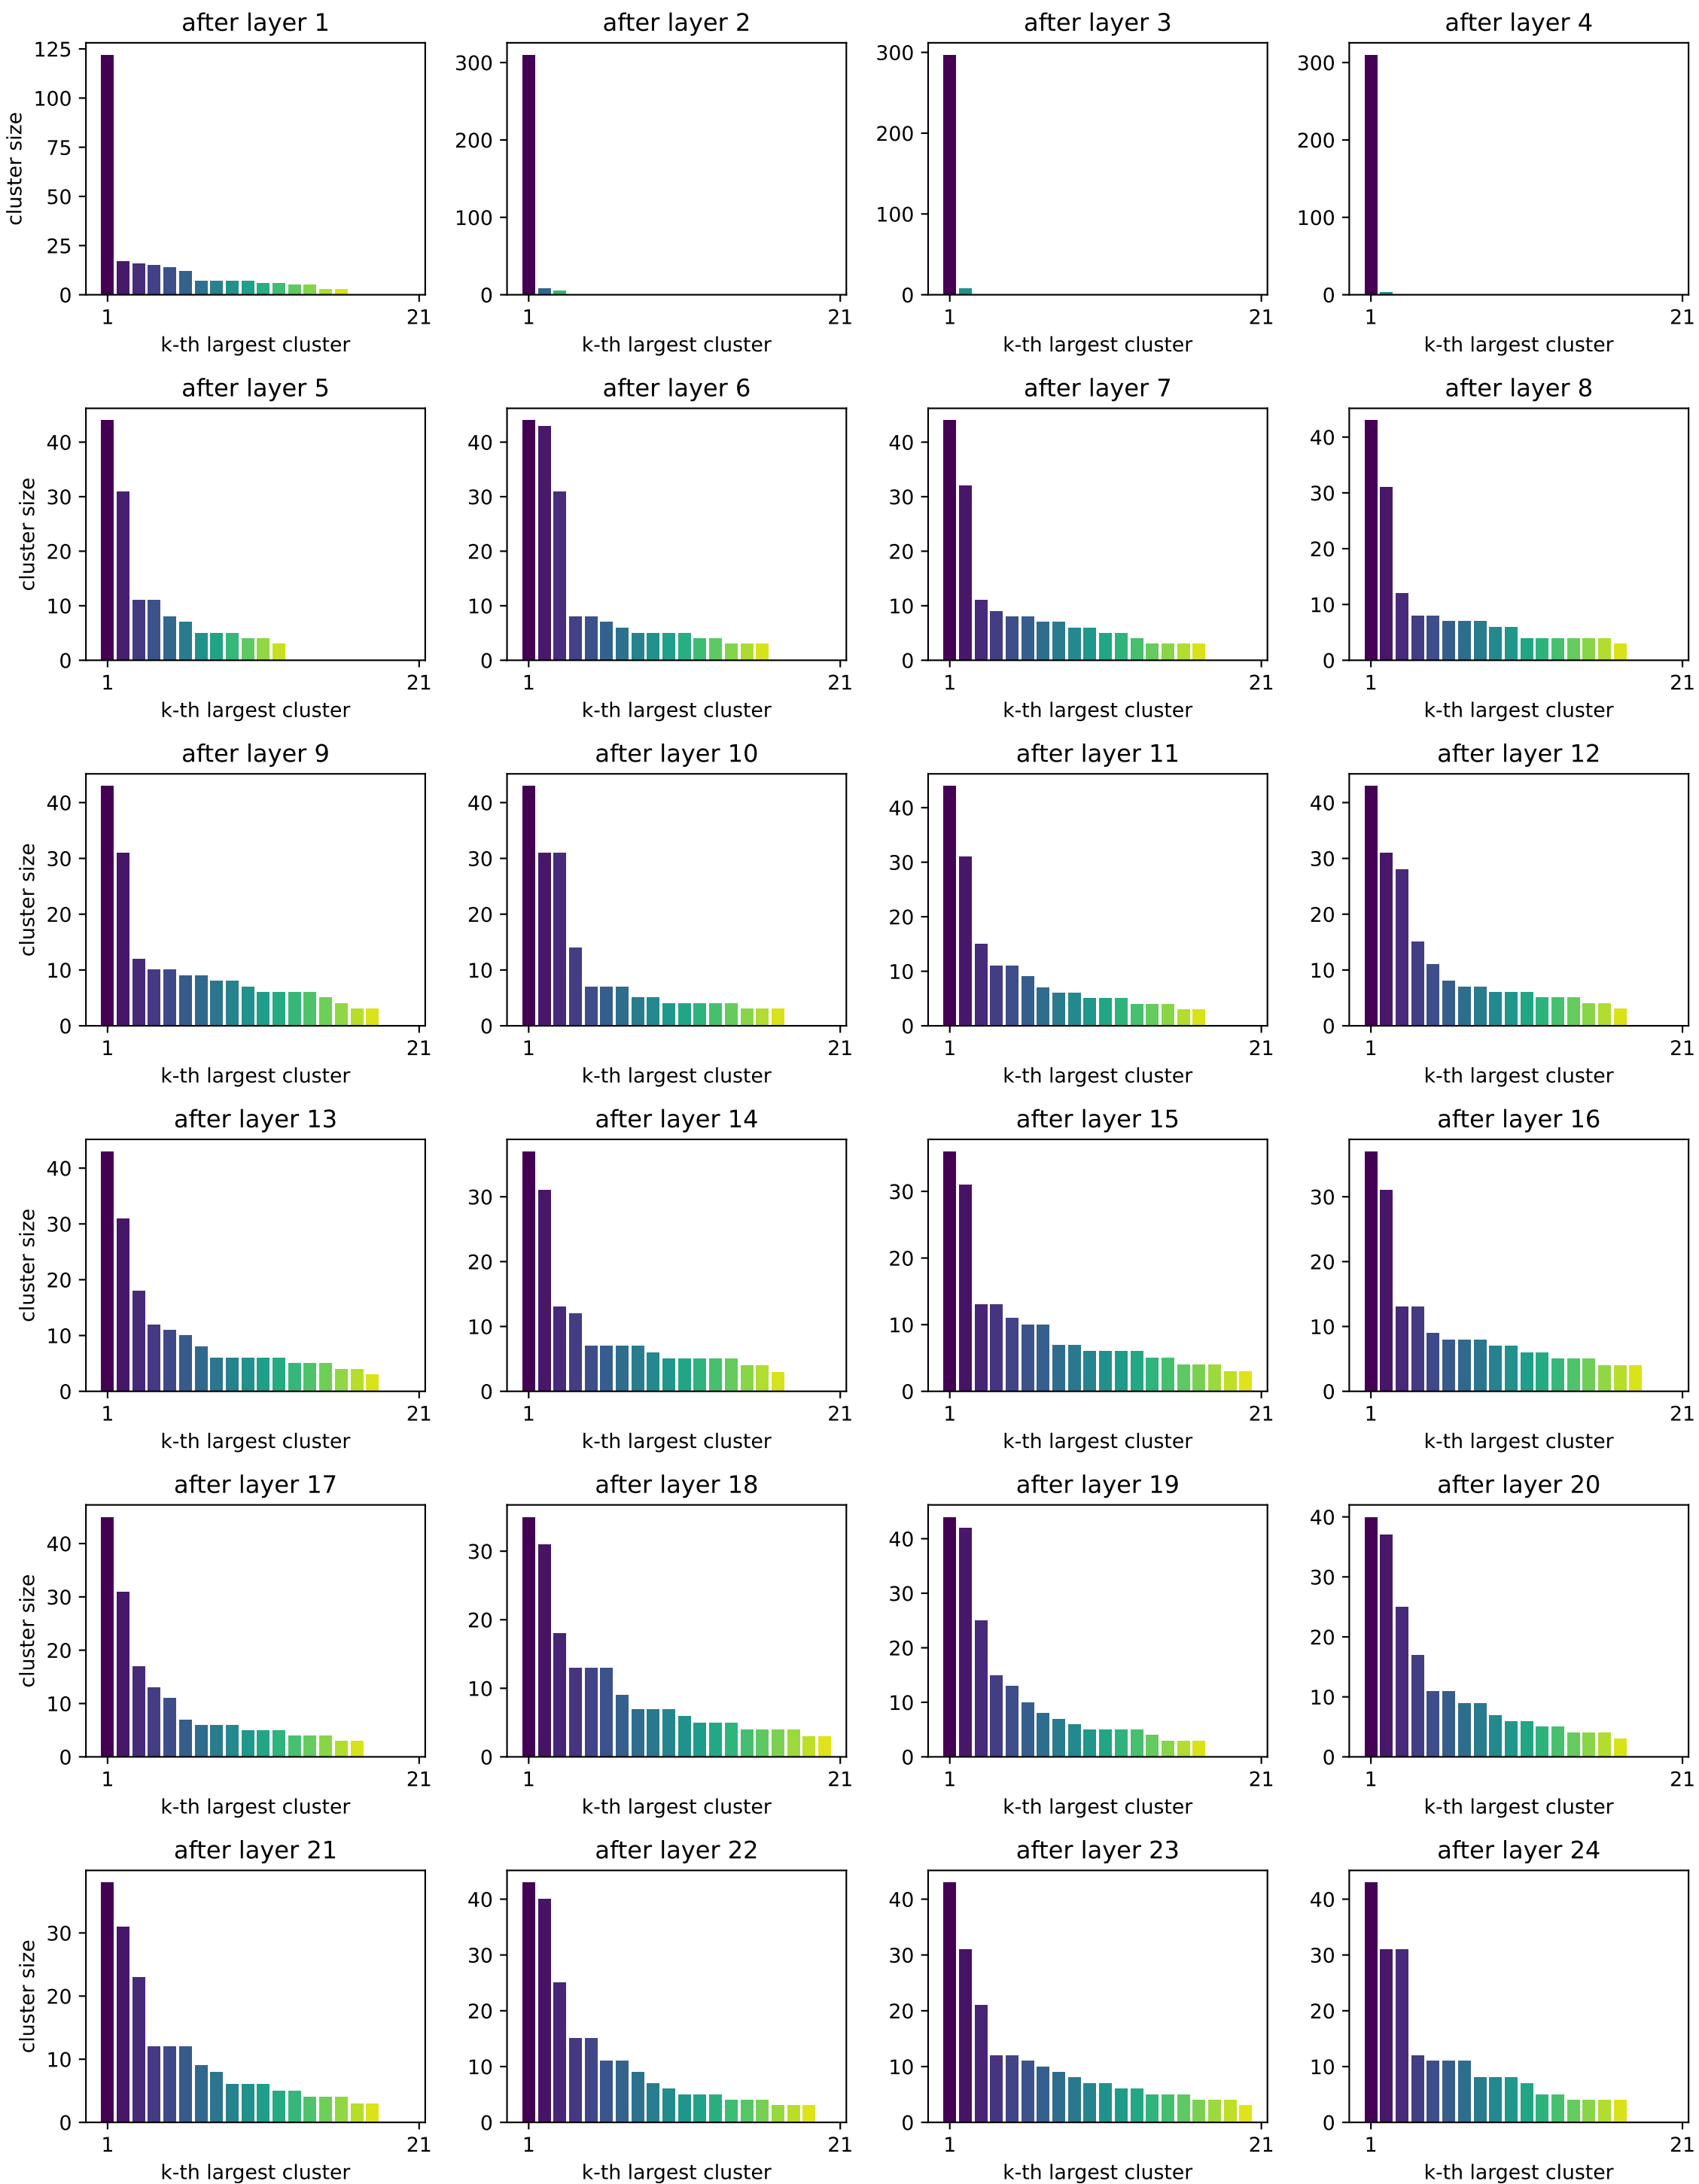 after layer 1
after layer 2
after layer 3
after layer 4
125
100
75
50
25
0
cluster size
1
21
k-th largest cluster
300
200
100
0
1
21
k-th largest cluster
300
200
100
0
1
21
k-th largest cluster
300
200
100
0
1
21
k-th largest cluster
after layer 5
after layer 6
after layer 7
after layer 8
40
30
20
10
0
cluster size
1
21
k-th largest cluster
40
30
20
10
0
1
21
k-th largest cluster
40
30
20
10
0
1
21
k-th largest cluster
40
30
20
10
0
1
21
k-th largest cluster
after layer 9
after layer 10
after layer 11
after layer 12
40
30
20
10
0
cluster size
1
21
k-th largest cluster
40
30
20
10
0
1
21
k-th largest cluster
40
30
20
10
0
1
21
k-th largest cluster
40
30
20
10
0
1
21
k-th largest cluster
after layer 13
after layer 14
after layer 15
after layer 16
40
30
20
10
0
cluster size
1
21
k-th largest cluster
30
20
10
0
1
21
k-th largest cluster
30
20
10
0
1
21
k-th largest cluster
30
20
10
0
1
21
k-th largest cluster
after layer 17
after layer 18
after layer 19
after layer 20
40
30
20
10
0
cluster size
1
21
k-th largest cluster
30
20
10
0
1
21
k-th largest cluster
40
30
20
10
0
1
21
k-th largest cluster
40
30
20
10
0
1
21
k-th largest cluster
after layer 21
after layer 22
after layer 23
after layer 24
30
20
10
0
cluster size
1
21
k-th largest cluster
40
30
20
10
0
1
21
k-th largest cluster
40
30
20
10
0
1
21
k-th largest cluster
40
30
20
10
0
1
21
k-th largest cluster